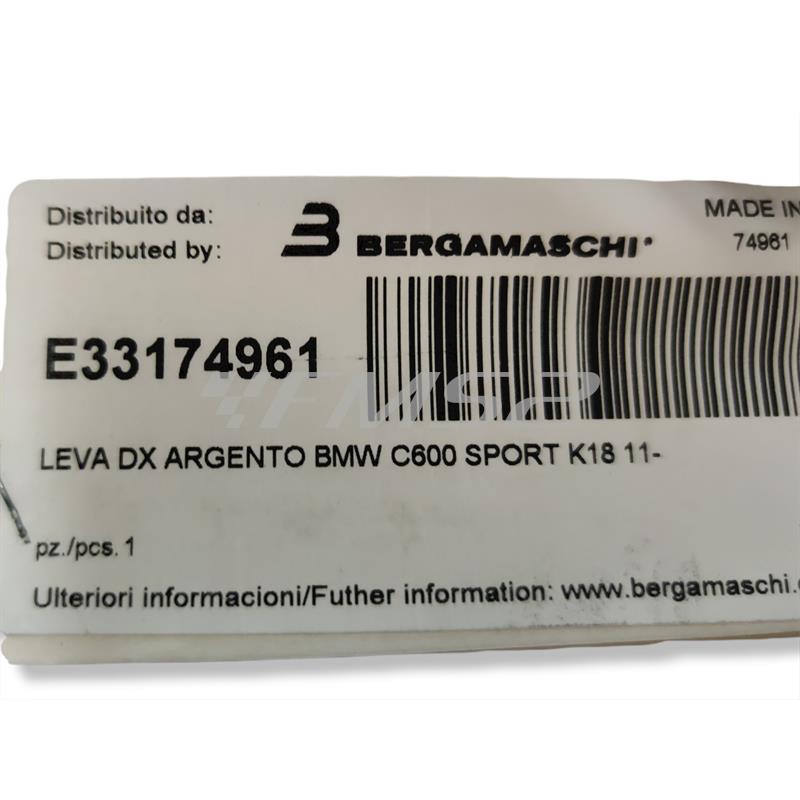 Distribuito da:
Distributed by:
BERGAMASCHI
MADE IN
74961
E33174961
FMSP
LEVA DX ARGENTO BMW C600 SPORT K18 11-
pz./pcs. 1
Ulteriori informacioni/Futher information: www.bergamaschi.